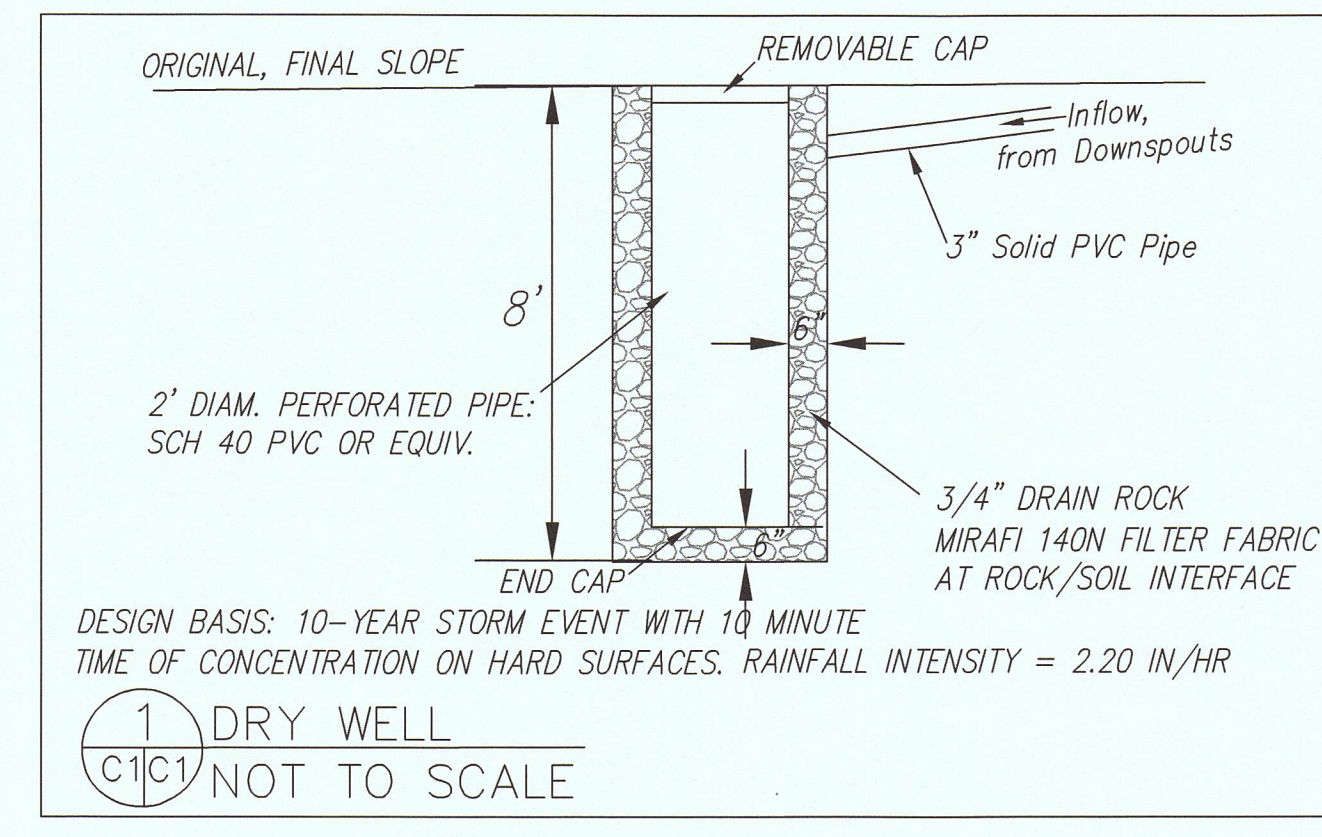 ORIGINAL, FINAL SLOPE
REMOVABLE CAP
Inflow,
from Downspouts
3" Solid PVC Pipe
8'
6"
2' DIAM. PERFORATED PIPE:
SCH 40 PVC OR EQUIV.
3/4" DRAIN ROCK
MIRAFI 140N FILTER FABRIC
AT ROCK/SOIL INTERFACE
6"
END CAP
DESIGN BASIS: 10-YEAR STORM EVENT WITH 10 MINUTE
TIME OF CONCENTRATION ON HARD SURFACES. RAINFALL INTENSITY = 2.20 IN/HR
1 DRY WELL
C1 C1 NOT TO SCALE